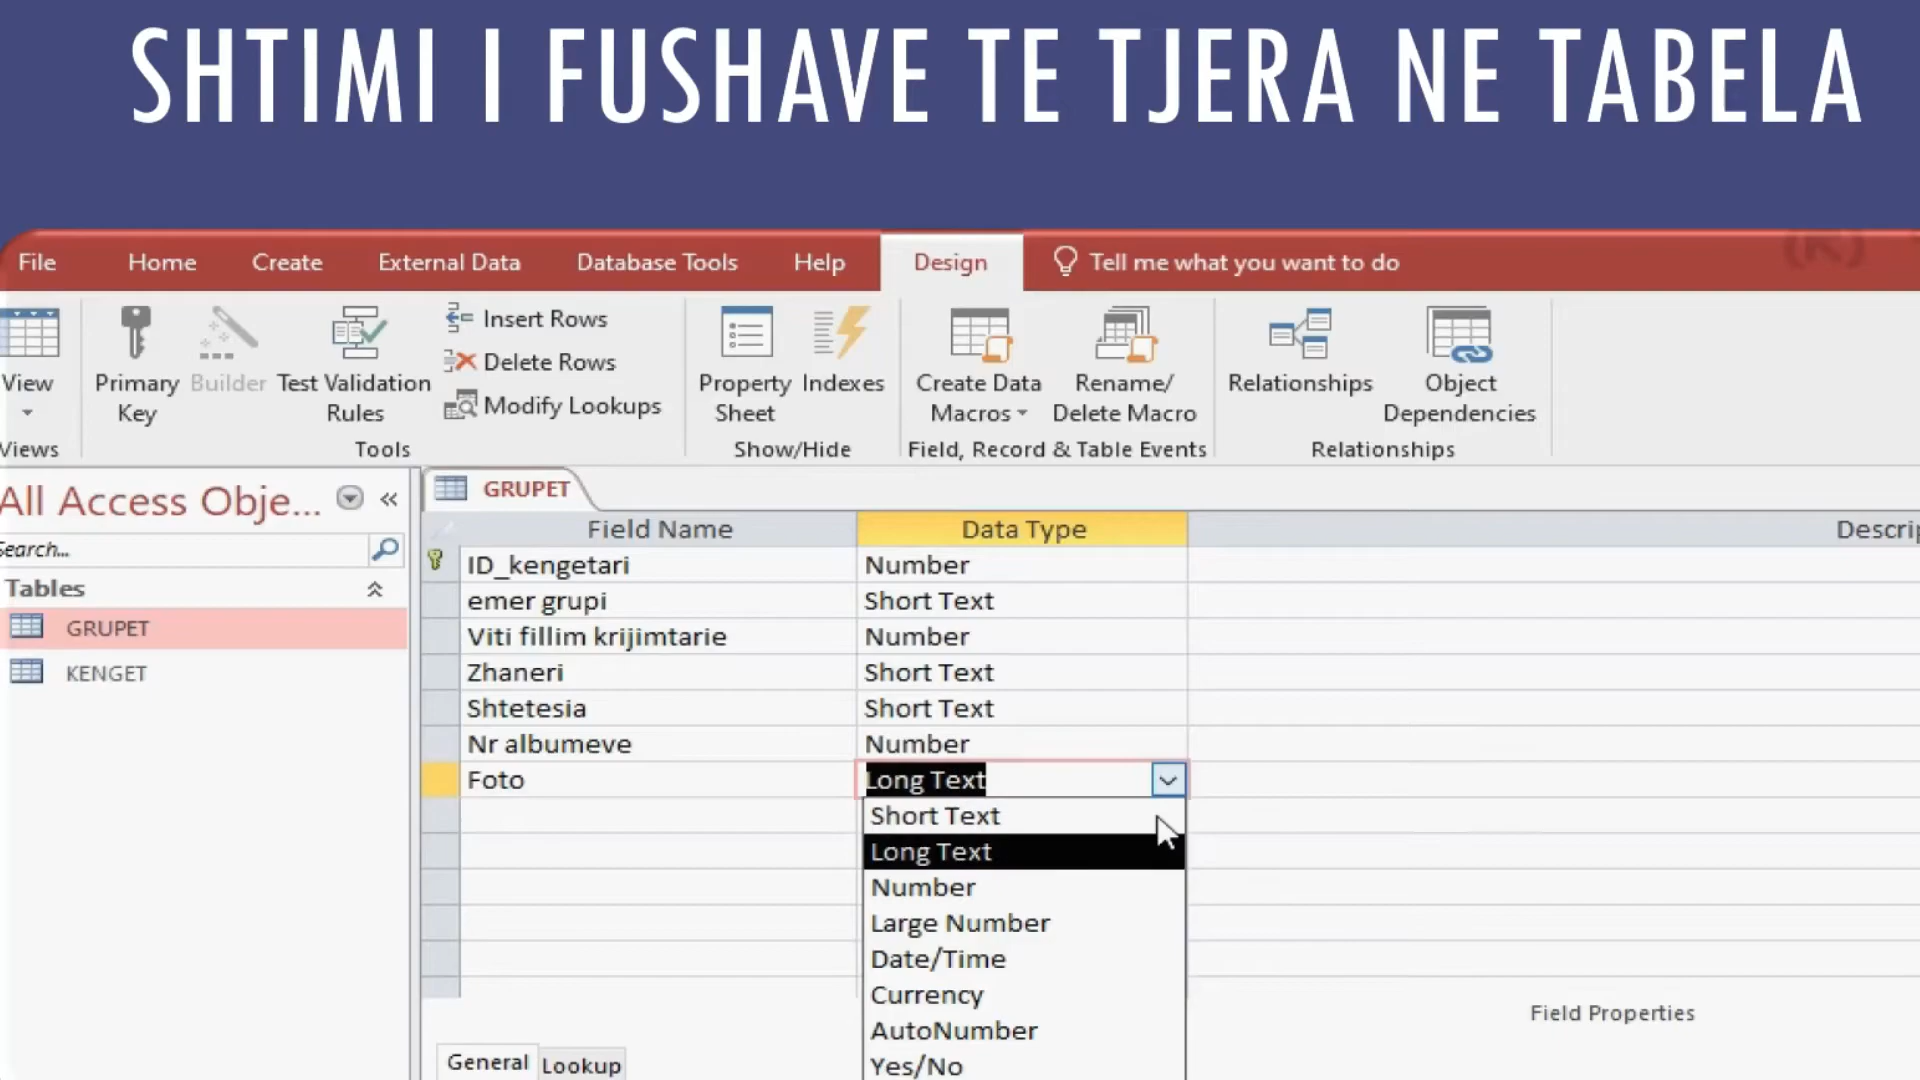 SHTIMI I FUSHAVE TE TJERA NE TABELA
File Home Create External Data Database Tools Help Design Tell me what you want to do
View
Views
Primary
Key
Builder
Test Validation
Rules
Insert Rows
Delete Rows
Modify Lookups
Tools
Property
Sheet
Indexes
Show/Hide
Create Data
Macros
Rename/
Delete Macro
Field, Record & Table Events
Relationships
Object
Dependencies
Relationships
All Access Obje...
Search...
Tables
GRUPET
KENGET
GRUPET
Field Name Data Type Descrip
ID_kengetari Number
emer grupi Short Text
Viti fillim krijimtarie Number
Zhaneri Short Text
Shtetesia Short Text
Nr albumeve Number
Foto Long Text
Short Text
Long Text
Number
Large Number
Date/Time
Currency
AutoNumber
Yes/No
Field Properties
General Lookup